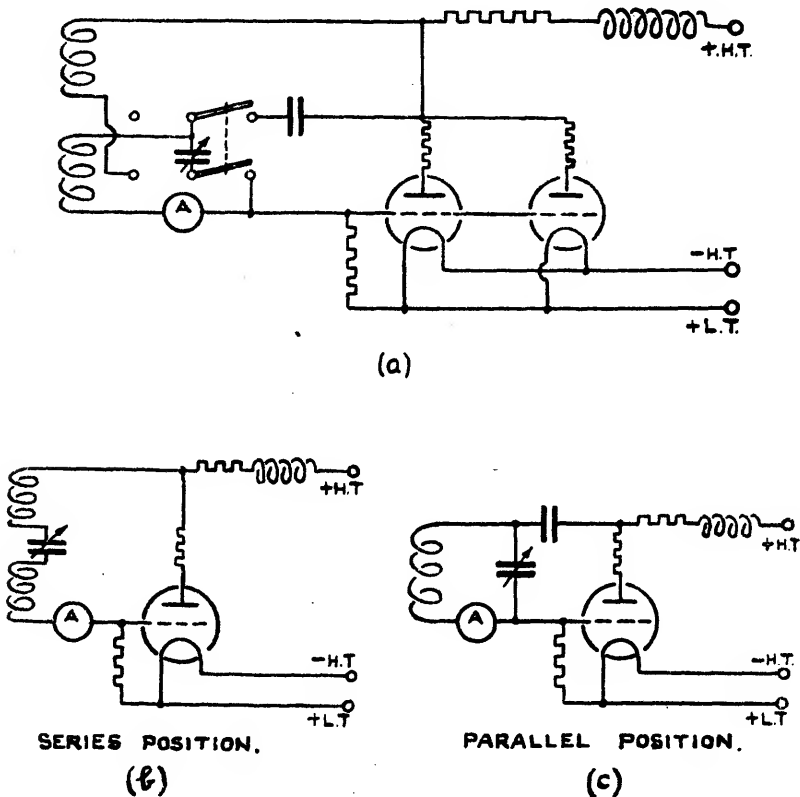 +.H.T.
A
-H.T
+L.T.
(a)
+H.T
A
-H.T
+L.T
SERIES POSITION.
(b)
+H.T
A
-H.T.
+L.T
PARALLEL POSITION.
(c)